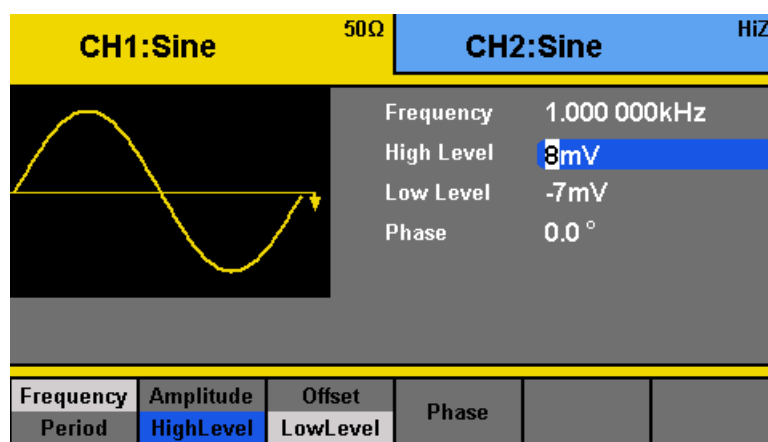 CH1:Sine 50Ω CH2:Sine HiZ
Frequency 1.000 000kHz
High Level 8mV
Low Level -7mV
Phase 0.0 °
Frequency Amplitude Offset Phase
Period HighLevel LowLevel